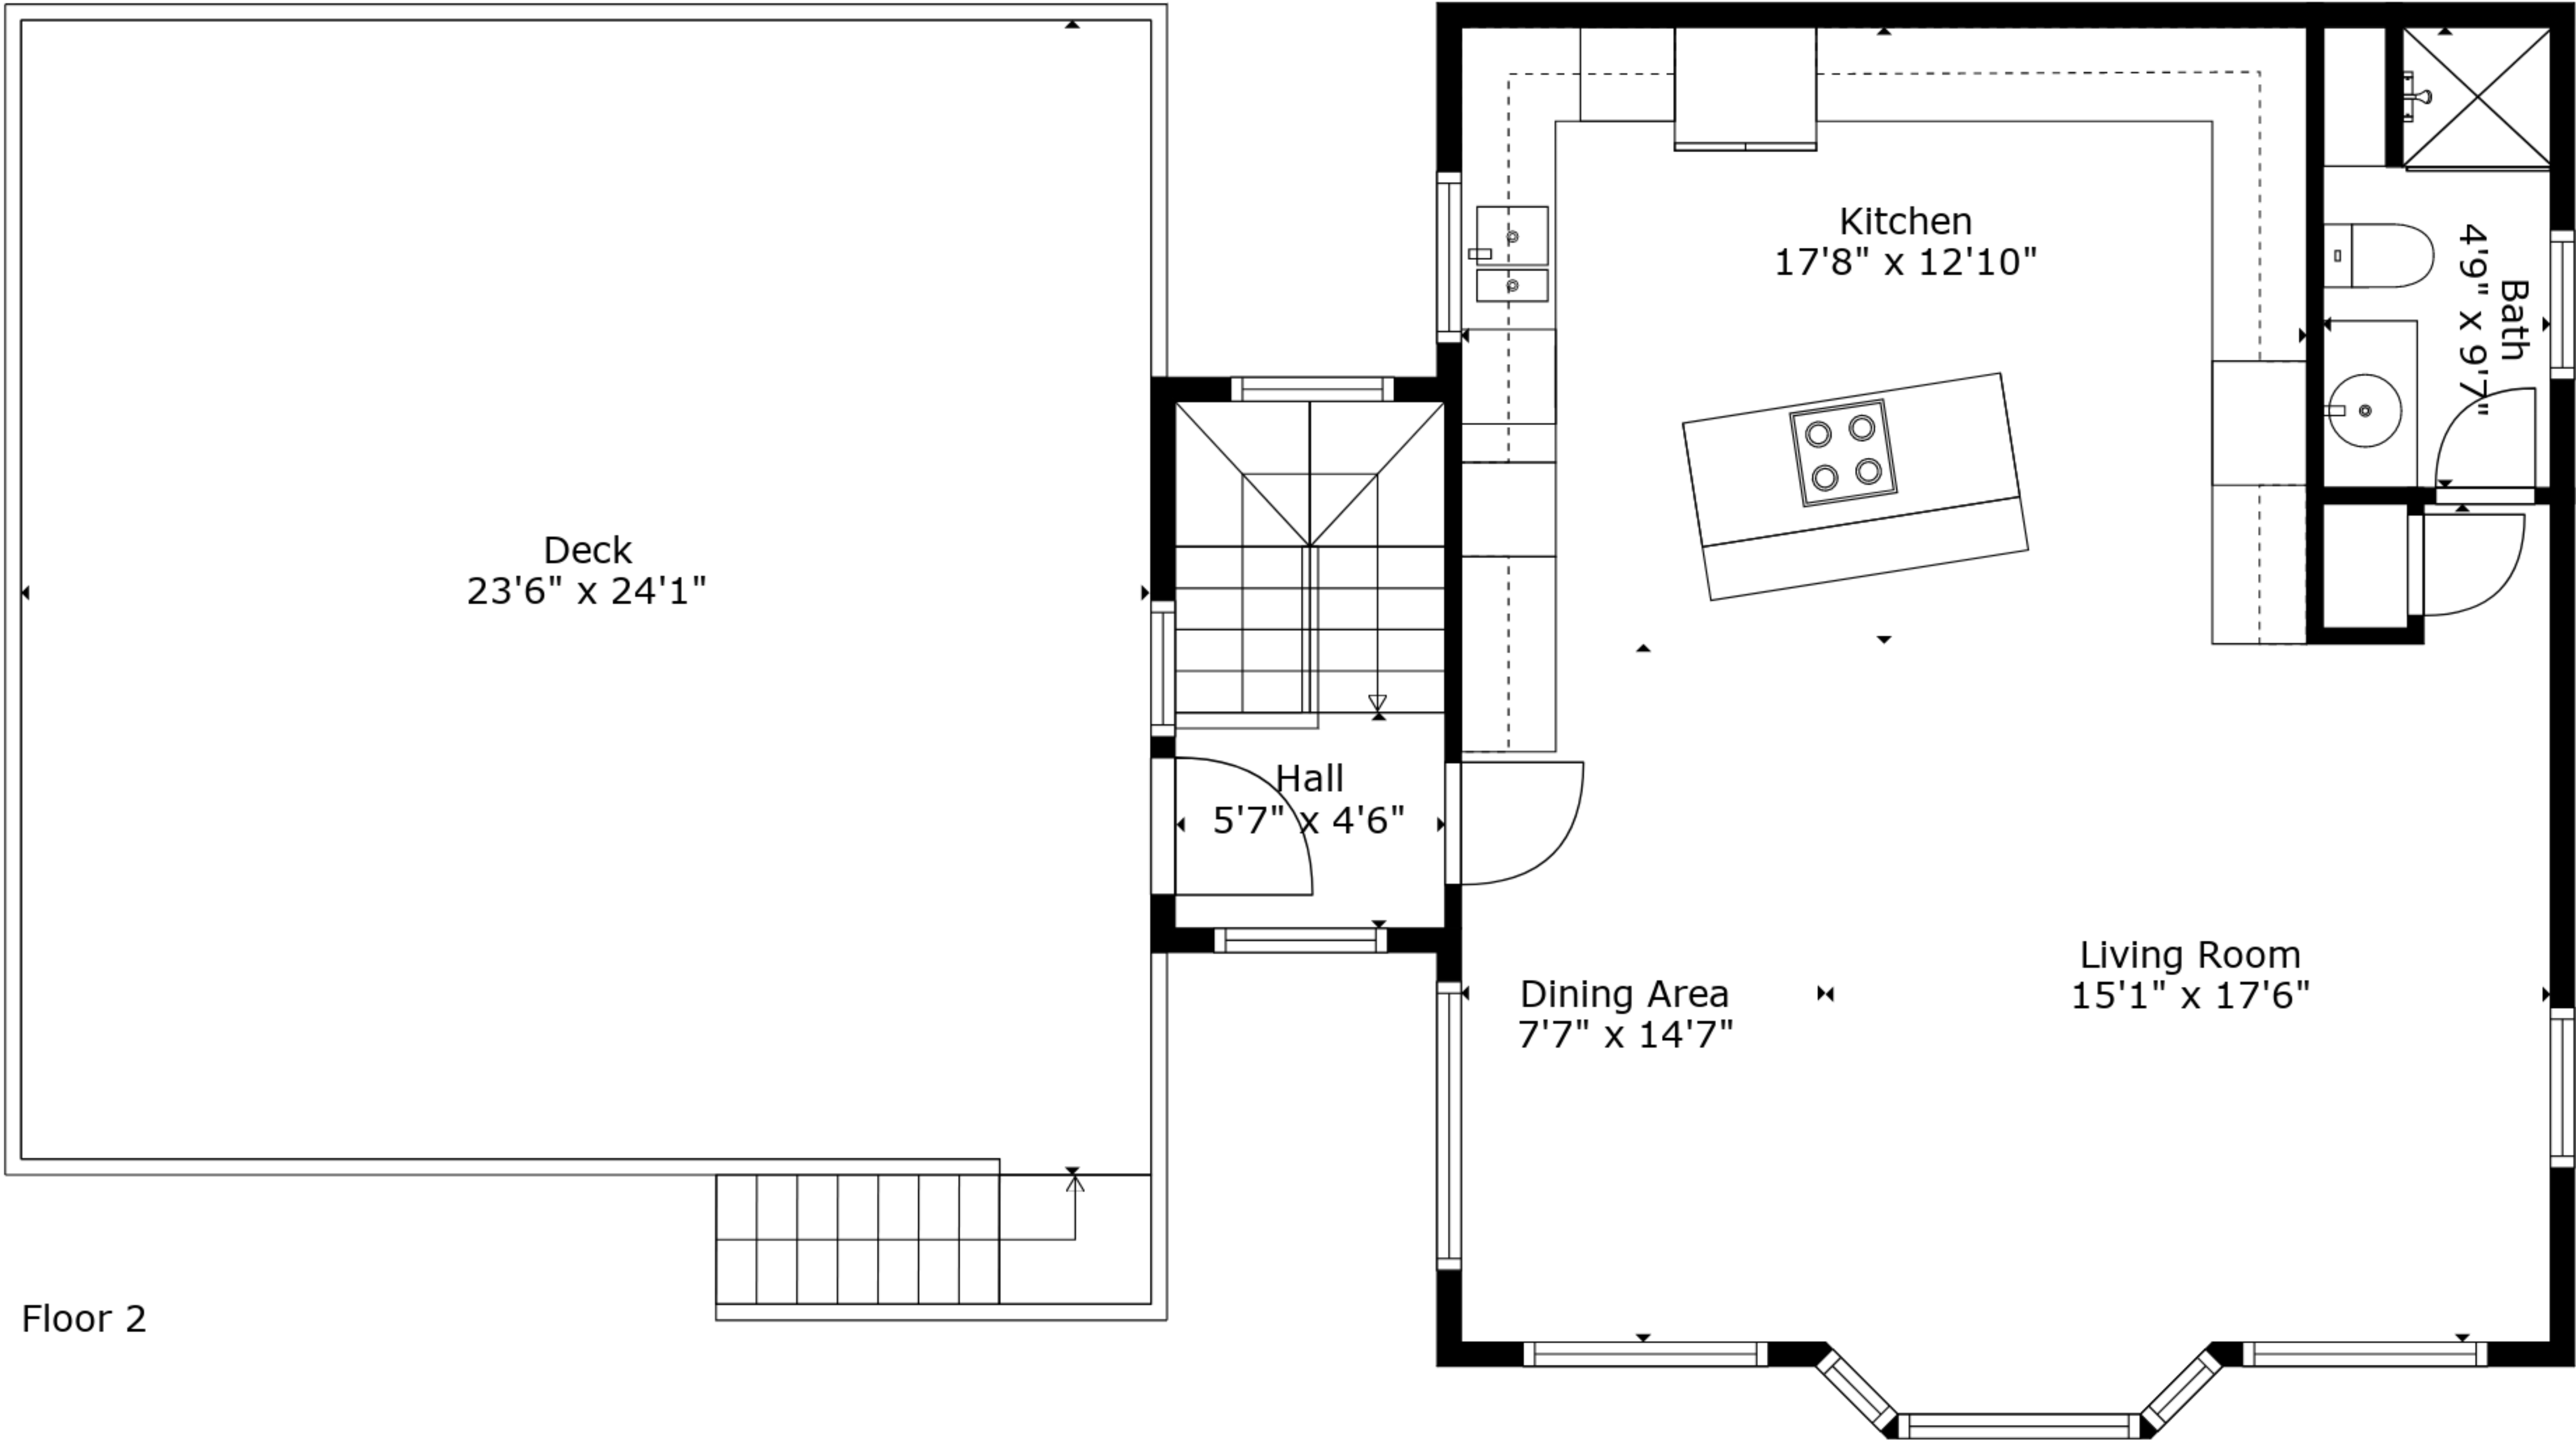 Kitchen
17'8" x 12'10"
Bath
4'9" x 9'7"
Deck
23'6" x 24'1"
Hall
5'7" x 4'6"
Dining Area
7'7" x 14'7"
Living Room
15'1" x 17'6"
Floor 2